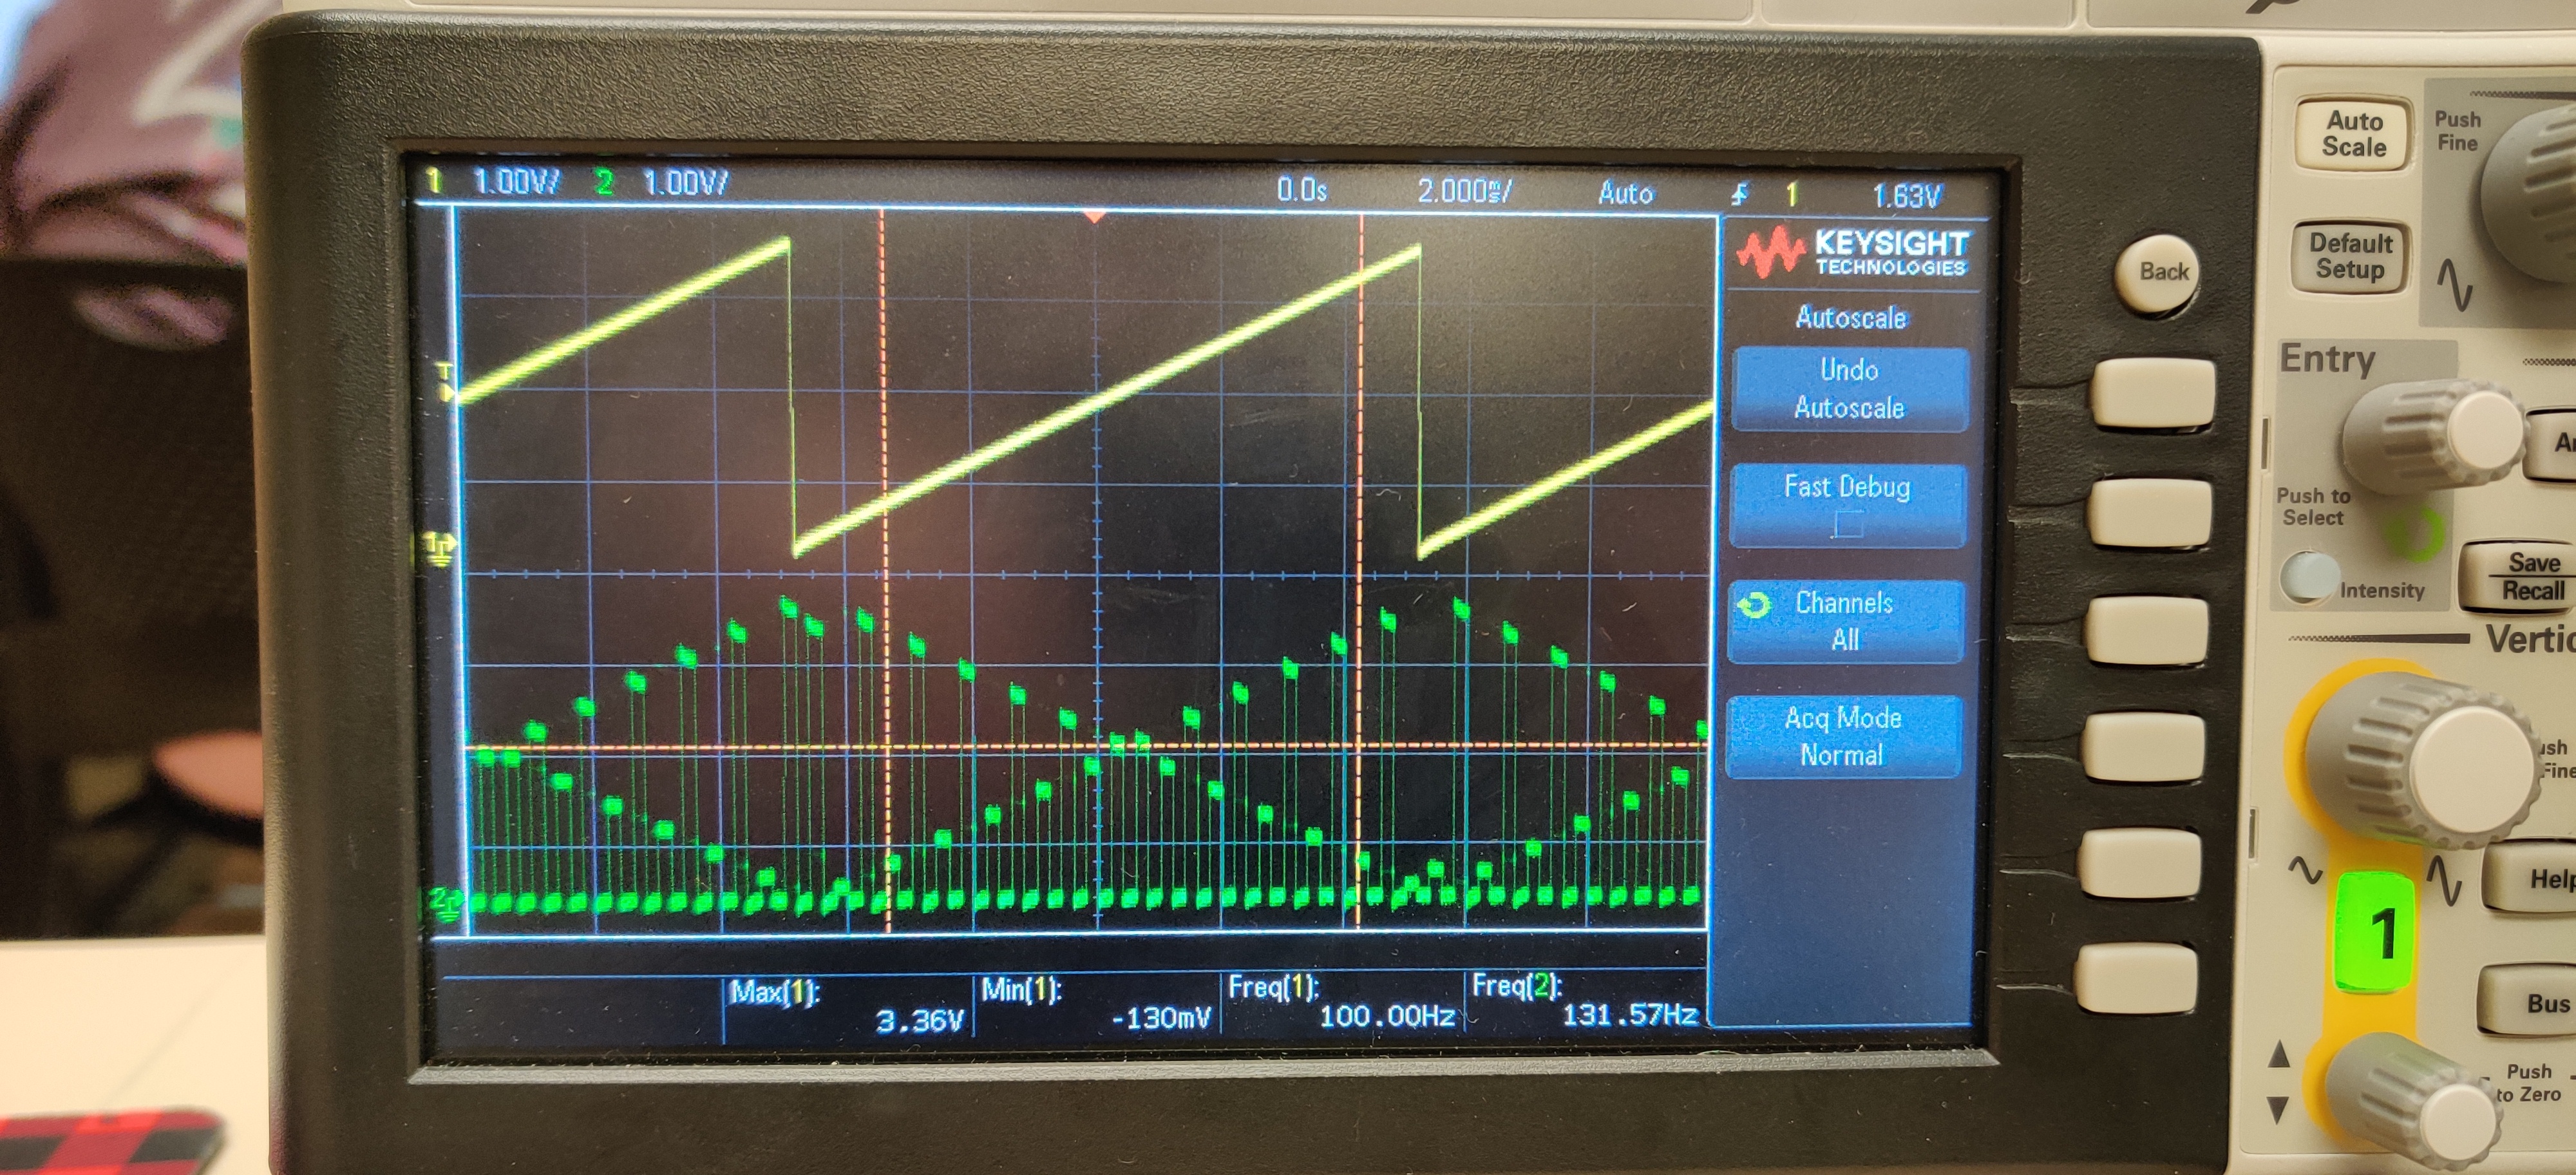 1 1.00V/ 2 1.00V/ 0.0s 2.000ms/ Auto 1 1.63V
KEYSIGHT
TECHNOLOGIES
Autoscale
Undo
Autoscale
Fast Debug
Channels
All
Acq Mode
Normal
T
1
2
Max(1):
3.36V
Min(1):
-130mV
Freq(1):
100.00Hz
Freq(2):
131.57Hz
Back
Auto
Scale
Default
Setup
Push
Fine
Entry
Push to
Select
Intensity
Save
Recall
Help
1
Bus
Push
to Zero